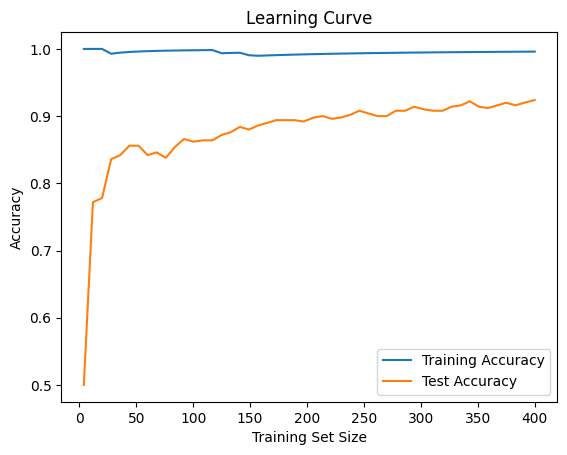 Learning Curve
1.0
0.9
0.8
0.7
0.6
0.5
Accuracy
Training Accuracy
Test Accuracy
0 50 100 150 200 250 300 350 400
Training Set Size